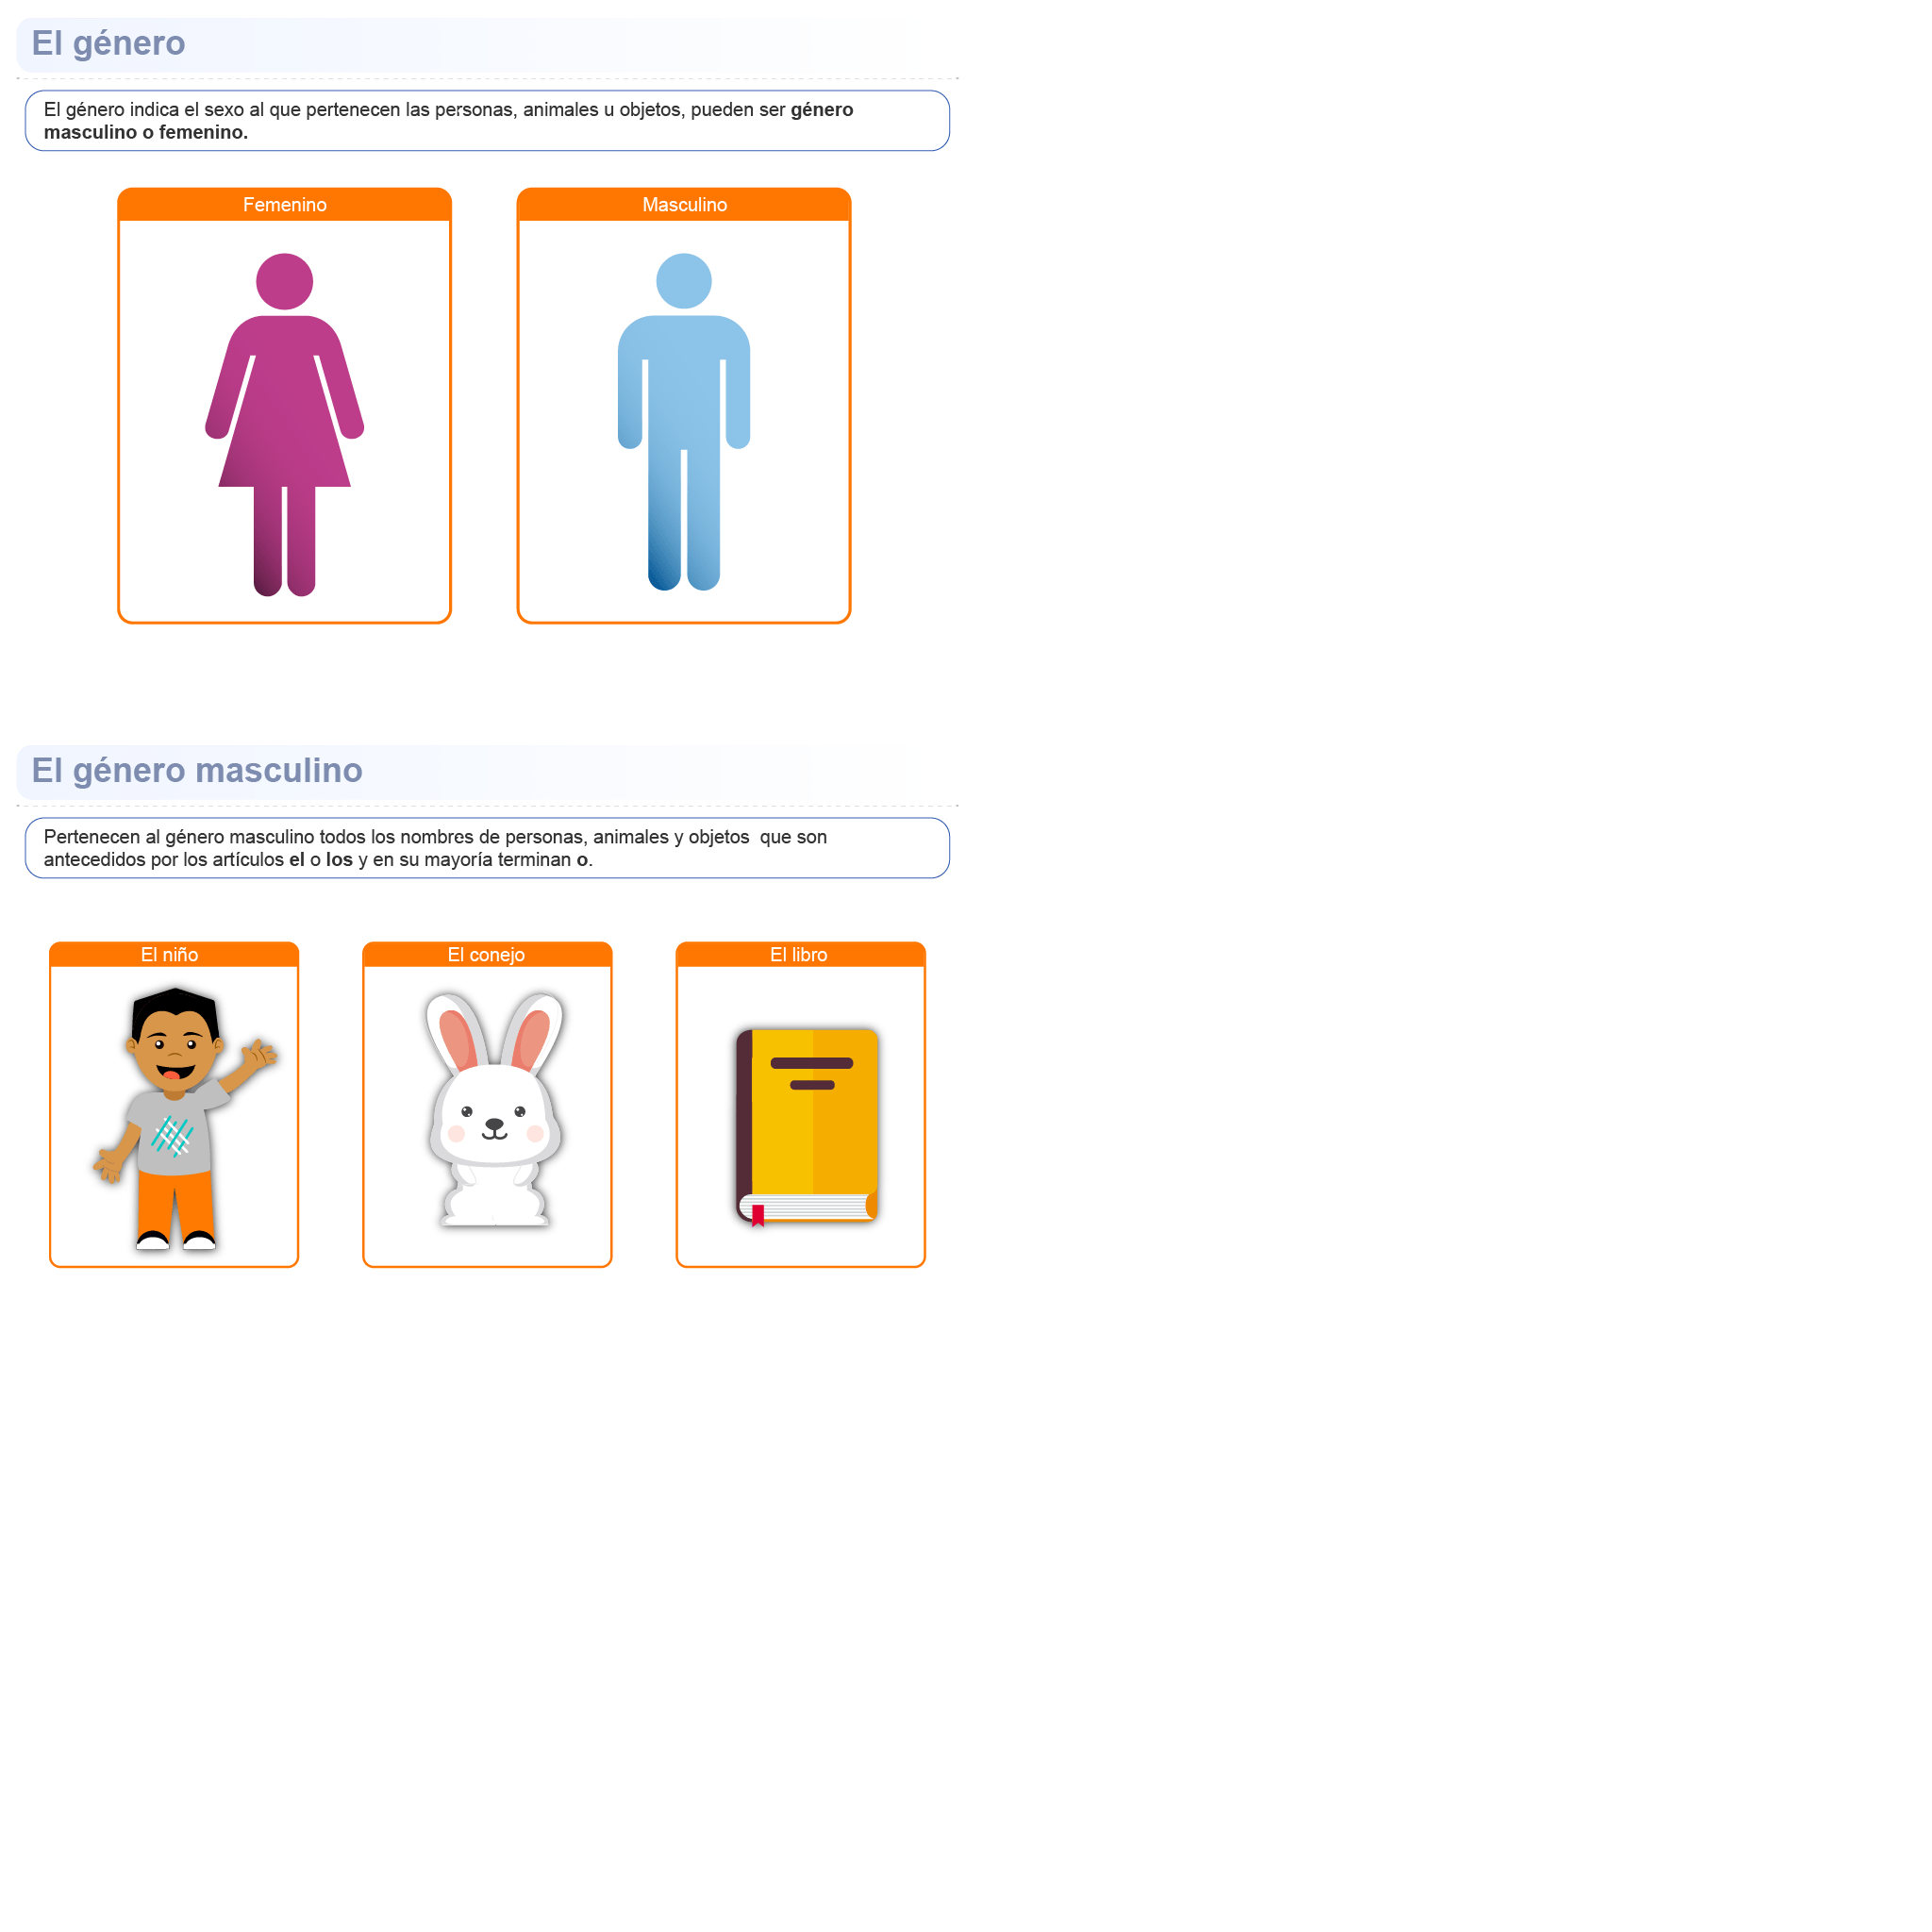 El género
El género indica el sexo al que pertenecen las personas, animales u objetos, pueden ser género
masculino o femenino.
Femenino
Masculino
El género masculino
Pertenecen al género masculino todos los nombres de personas, animales y objetos  que son
antecedidos por los artículos el o los y en su mayoría terminan o.
El niño
El conejo
El libro